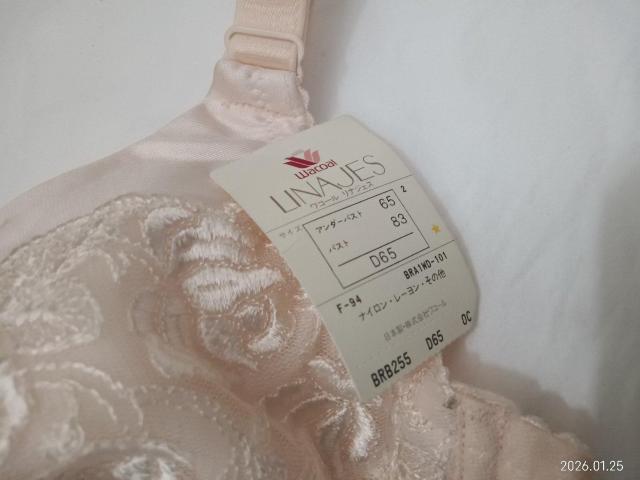 Wacoal
LINAJES
ワコール リナジェス
サイズ
アンダーバスト 65 2
バスト 83
D65
F-94 BRA1WD-101
ナイロン・レーヨン・その他
日本製・株式会社ワコール
BRB255 D65 OC
2026.01.25